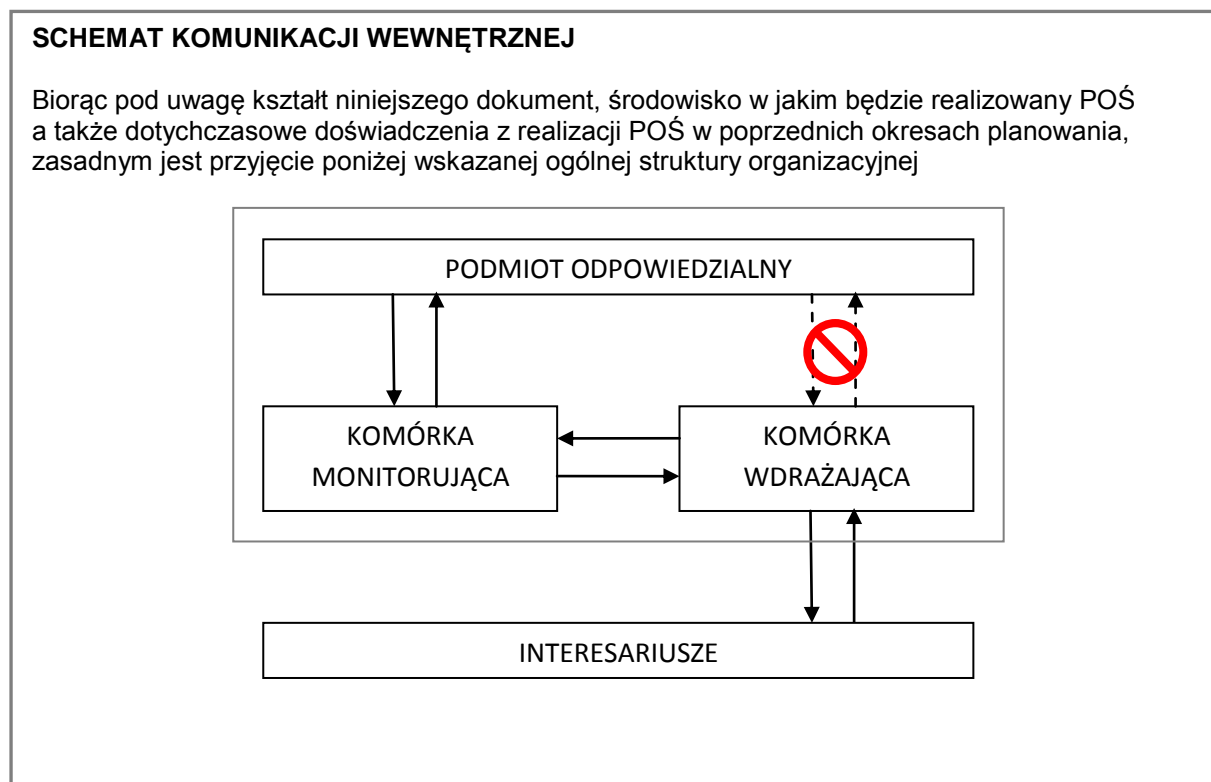 SCHEMAT KOMUNIKACJI WEWNĘTRZNEJ
Biorąc pod uwagę kształt niniejszego dokument, środowisko w jakim będzie realizowany POŚ
a także dotychczasowe doświadczenia z realizacji POŚ w poprzednich okresach planowania,
zasadnym jest przyjęcie poniżej wskazanej ogólnej struktury organizacyjnej
PODMIOT ODPOWIEDZIALNY
KOMÓRKA
MONITORUJĄCA
KOMÓRKA
WDRAŻAJĄCA
INTERESARIUSZE